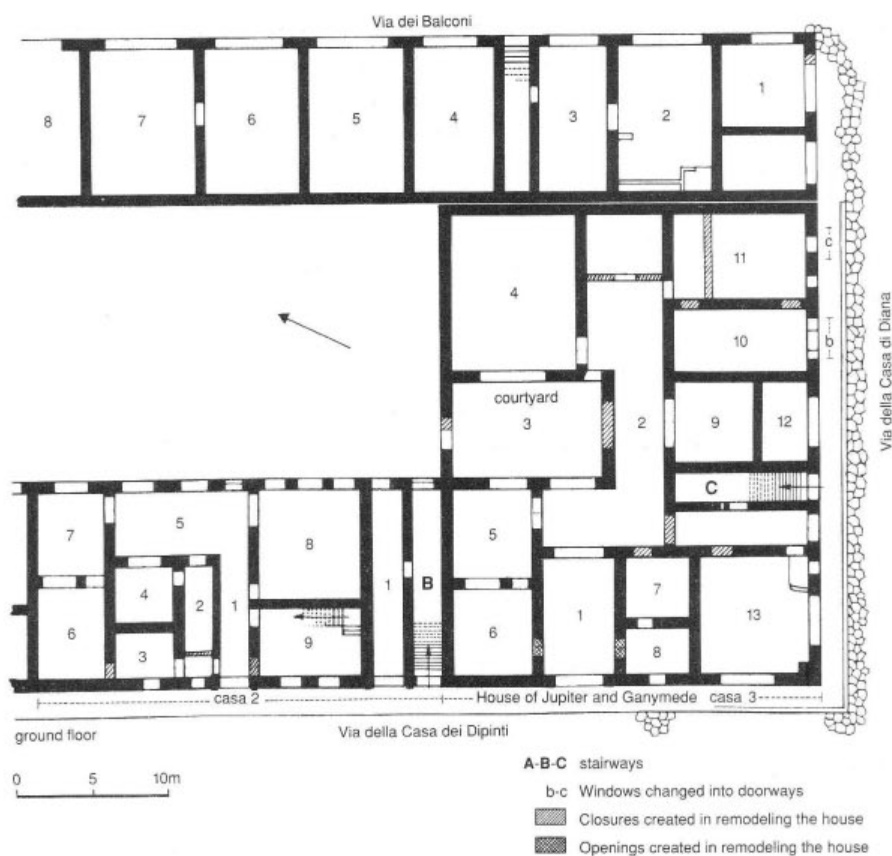 Via dei Balconi
8 7 6 5 4 3 2 1
c
11
4
b
10
courtyard
3 2 9 12
Via della Casa di Diana
C
7 5 8 5
B
4 2 1 1 7
6 3 9 6 1 8 13
casa 2 House of Jupiter and Ganymede casa 3
ground floor Via della Casa dei Dipinti
0 5 10m
A-B-C stairways
b-c Windows changed into doorways
Closures created in remodeling the house
Openings created in remodeling the house